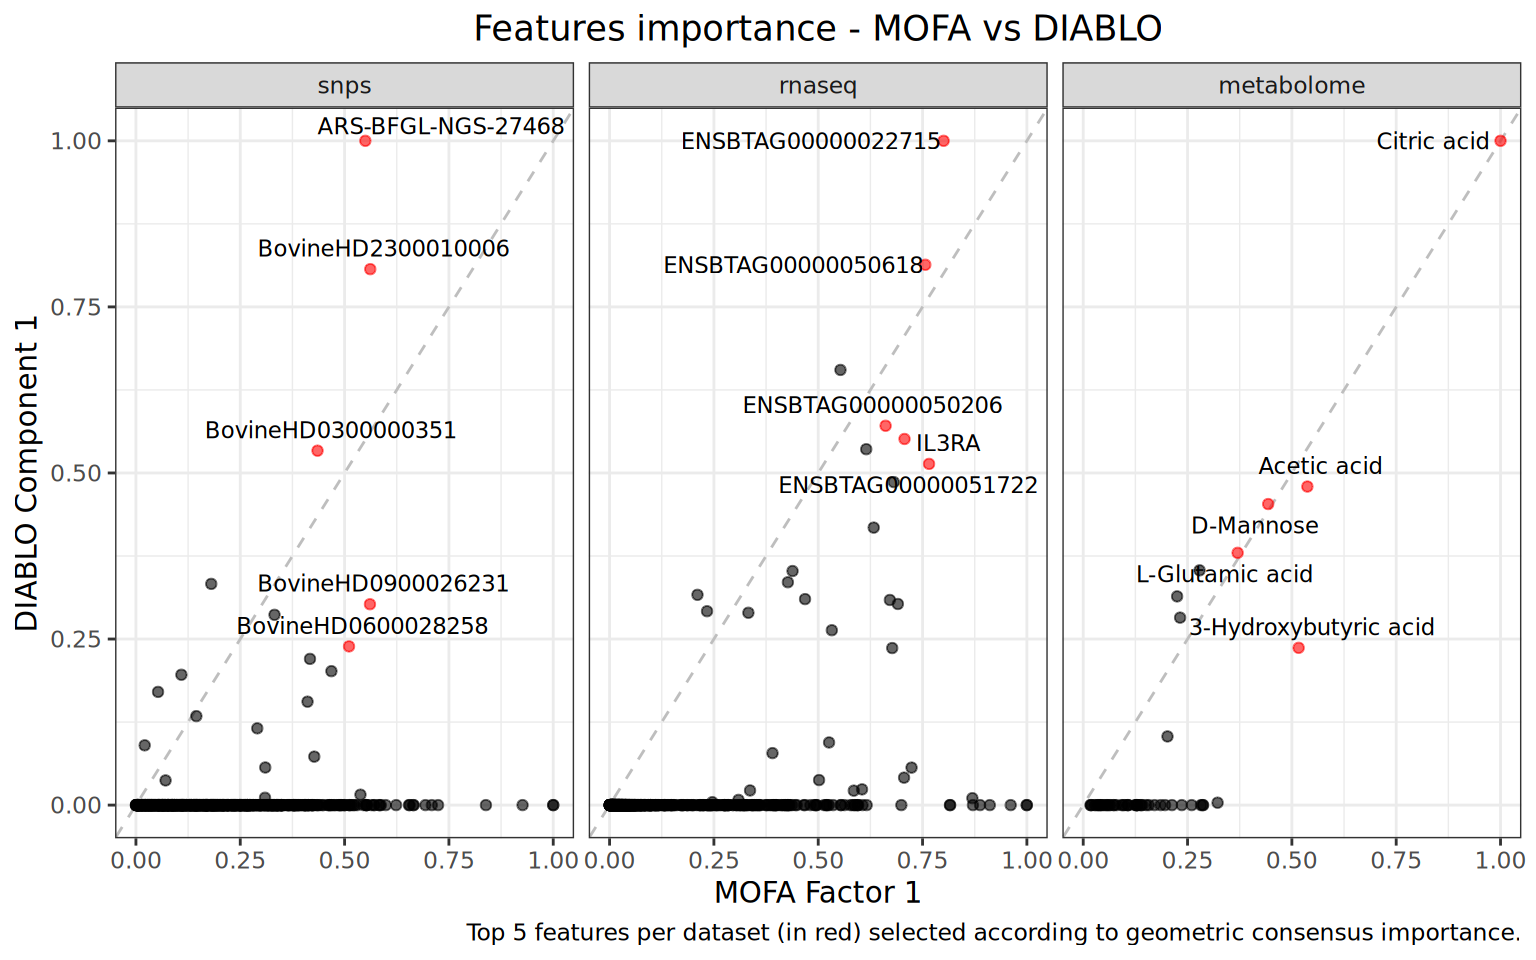 Features importance - MOFA vs DIABLO
snps
rnaseq
metabolome
DIABLO Component 1
1.00
0.75
0.50
0.25
0.00
ARS-BFGL-NGS-27468
BovineHD2300010006
BovineHD0300000351
BovineHD0900026231
BovineHD0600028258
ENSBTAG00000022715
ENSBTAG00000050618
ENSBTAG00000050206
IL3RA
ENSBTAG00000051722
Citric acid
Acetic acid
D-Mannose
L-Glutamic acid
3-Hydroxybutyric acid
0.00 0.25 0.50 0.75 1.00
0.00 0.25 0.50 0.75 1.00
0.00 0.25 0.50 0.75 1.00
MOFA Factor 1
Top 5 features per dataset (in red) selected according to geometric consensus importance.